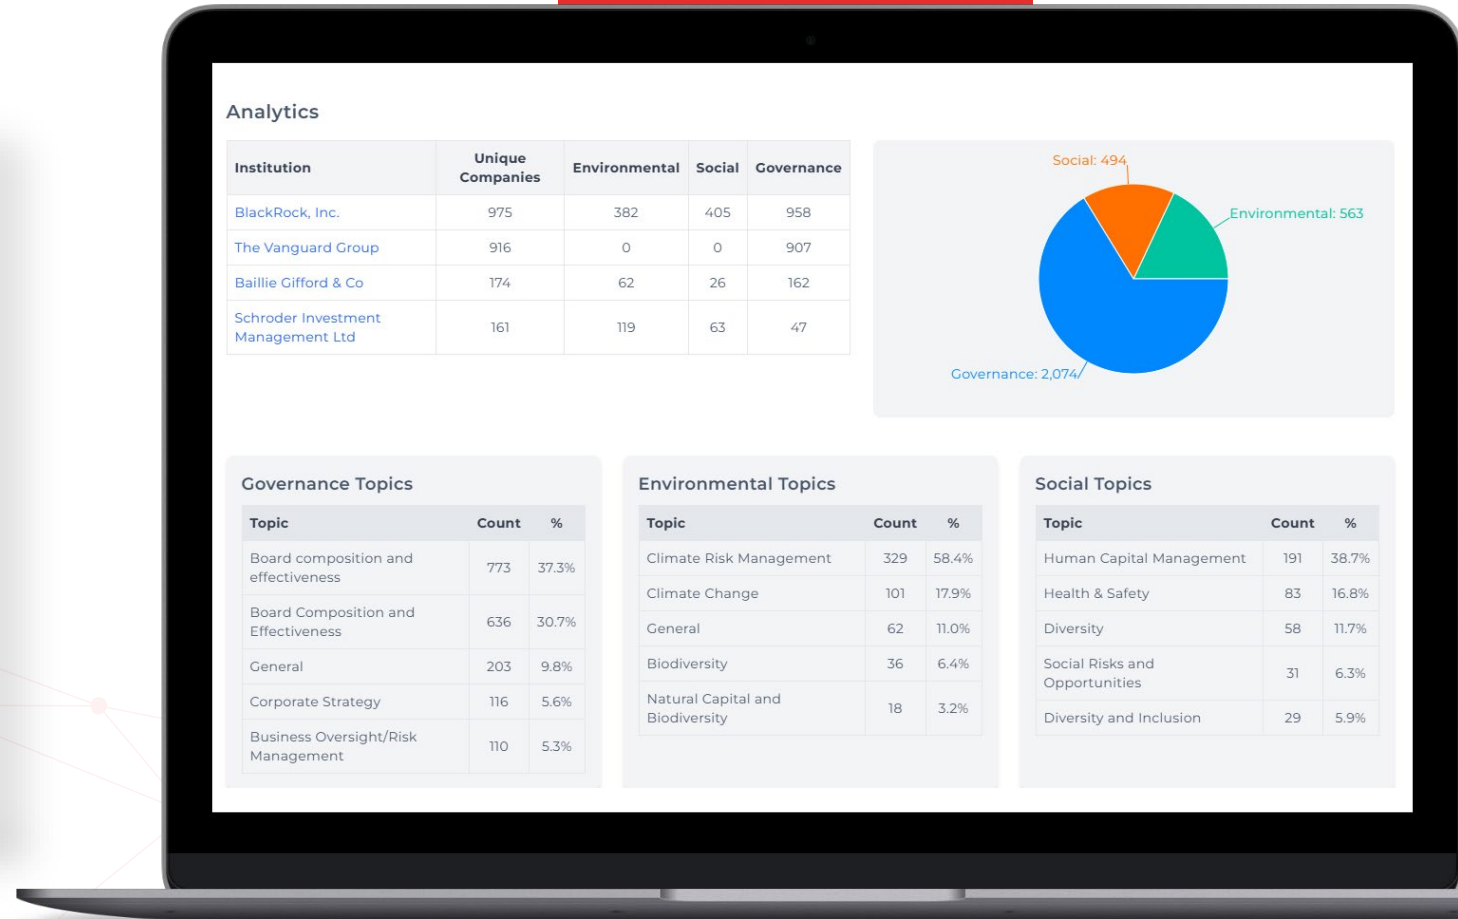 Analytics
Institution Unique Companies Environmental Social Governance
BlackRock, Inc. 975 382 405 958
The Vanguard Group 916 0 0 907
Baillie Gifford & Co 174 62 26 162
Schroder Investment Management Ltd 161 119 63 47
Social: 494
Environmental: 563
Governance: 2,074
Governance Topics
Topic Count %
Board composition and effectiveness 773 37.3%
Board Composition and Effectiveness 636 30.7%
General 203 9.8%
Corporate Strategy 116 5.6%
Business Oversight/Risk Management 110 5.3%
Environmental Topics
Topic Count %
Climate Risk Management 329 58.4%
Climate Change 101 17.9%
General 62 11.0%
Biodiversity 36 6.4%
Natural Capital and Biodiversity 18 3.2%
Social Topics
Topic Count %
Human Capital Management 191 38.7%
Health & Safety 83 16.8%
Diversity 58 11.7%
Social Risks and Opportunities 31 6.3%
Diversity and Inclusion 29 5.9%